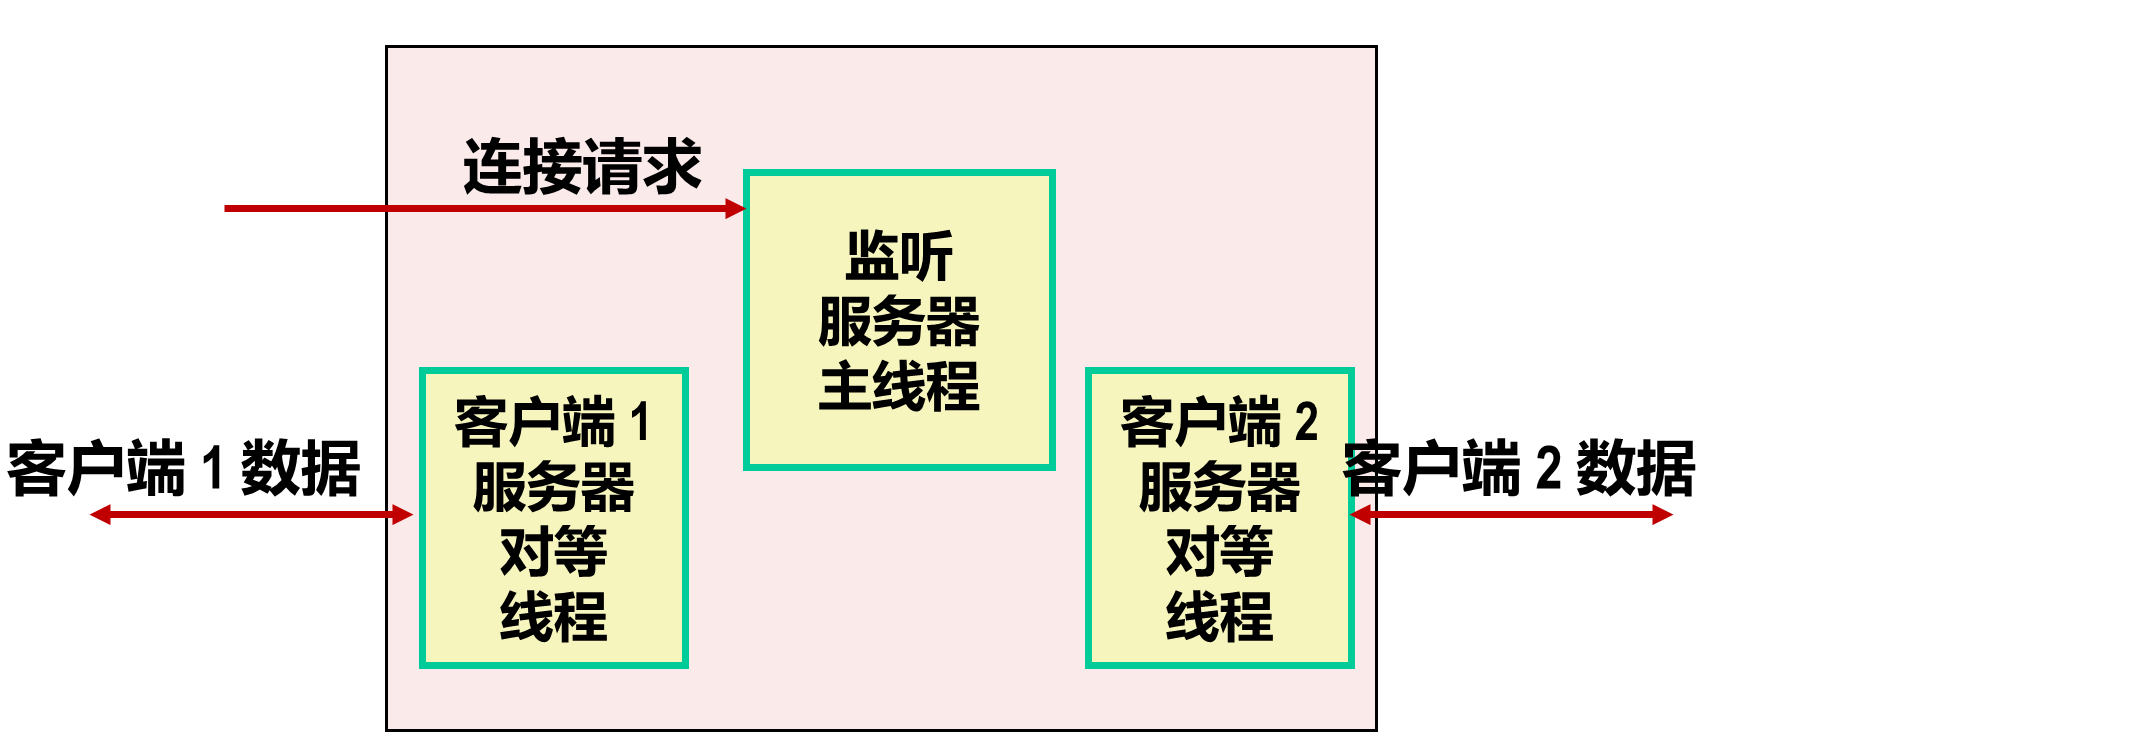 连接请求
监听
服务器
主线程
客户端 1 数据
客户端 1
服务器
对等
线程
客户端 2
服务器
对等
线程
客户端 2 数据